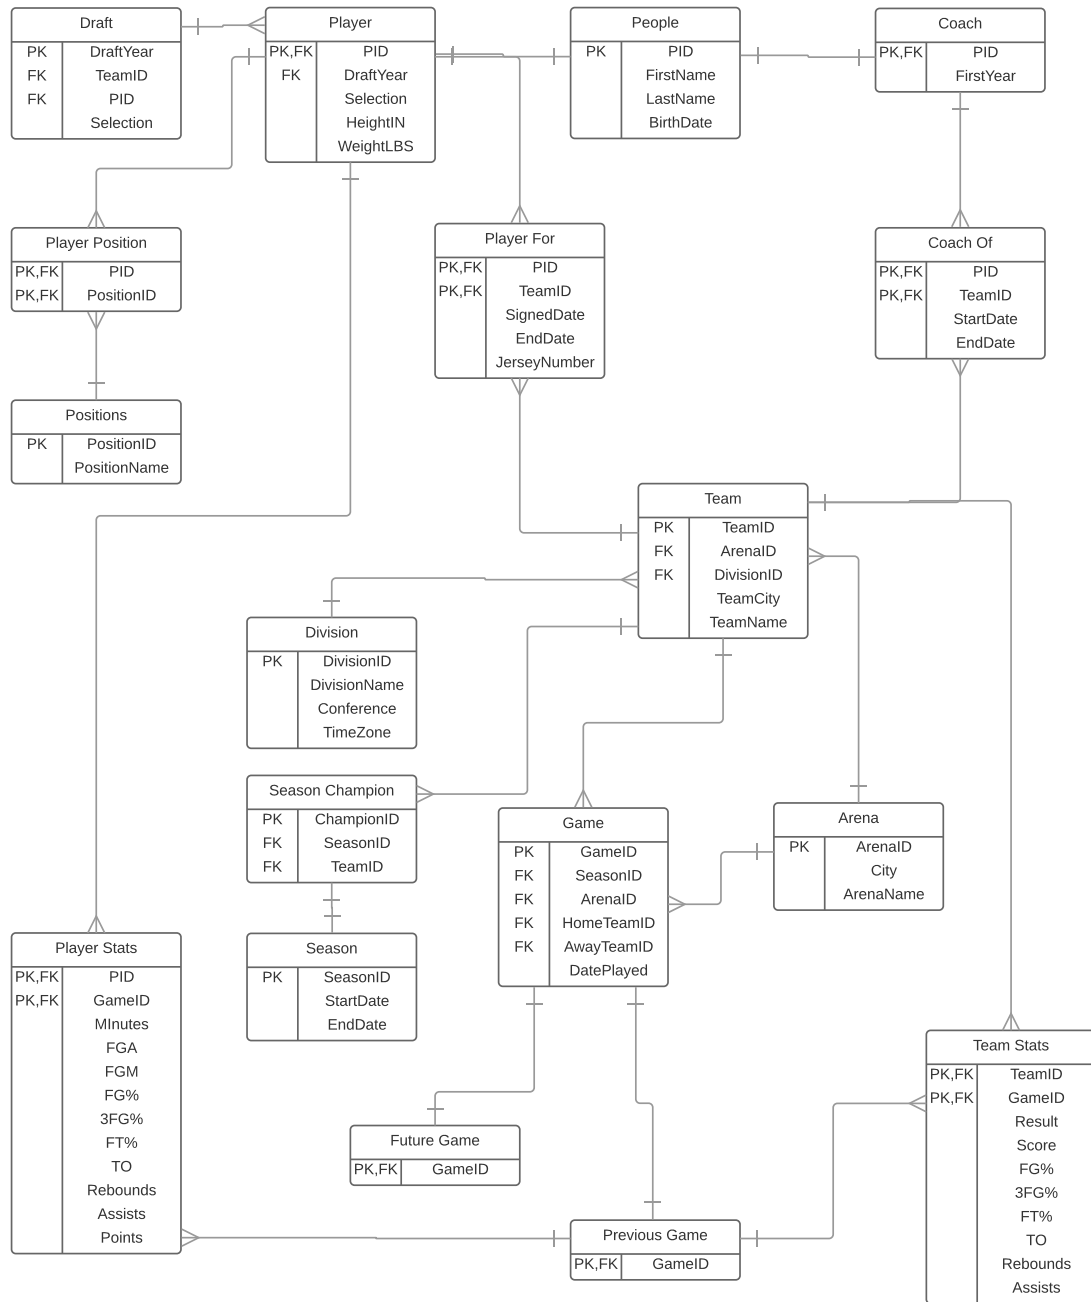 Draft
PK DraftYear
FK TeamID
FK PID
Selection
Player
PK,FK PID
FK DraftYear
Selection
HeightIN
WeightLBS
People
PK PID
FirstName
LastName
BirthDate
Coach
PK,FK PID
FirstYear
Player Position
PK,FK PID
PK,FK PositionID
Player For
PK,FK PID
PK,FK TeamID
SignedDate
EndDate
JerseyNumber
Coach Of
PK,FK PID
PK,FK TeamID
StartDate
EndDate
Positions
PK PositionID
PositionName
Team
PK TeamID
FK ArenaID
FK DivisionID
TeamCity
TeamName
Division
PK DivisionID
DivisionName
Conference
TimeZone
Season Champion
PK ChampionID
FK SeasonID
FK TeamID
Game
PK GameID
FK SeasonID
FK ArenaID
FK HomeTeamID
FK AwayTeamID
DatePlayed
Arena
PK ArenaID
City
ArenaName
Player Stats
PK,FK PID
PK,FK GameID
MInutes
FGA
FGM
FG%
3FG%
FT%
TO
Rebounds
Assists
Points
Season
PK SeasonID
StartDate
EndDate
Team Stats
PK,FK TeamID
PK,FK GameID
Result
Score
FG%
3FG%
FT%
TO
Rebounds
Assists
Future Game
PK,FK GameID
Previous Game
PK,FK GameID